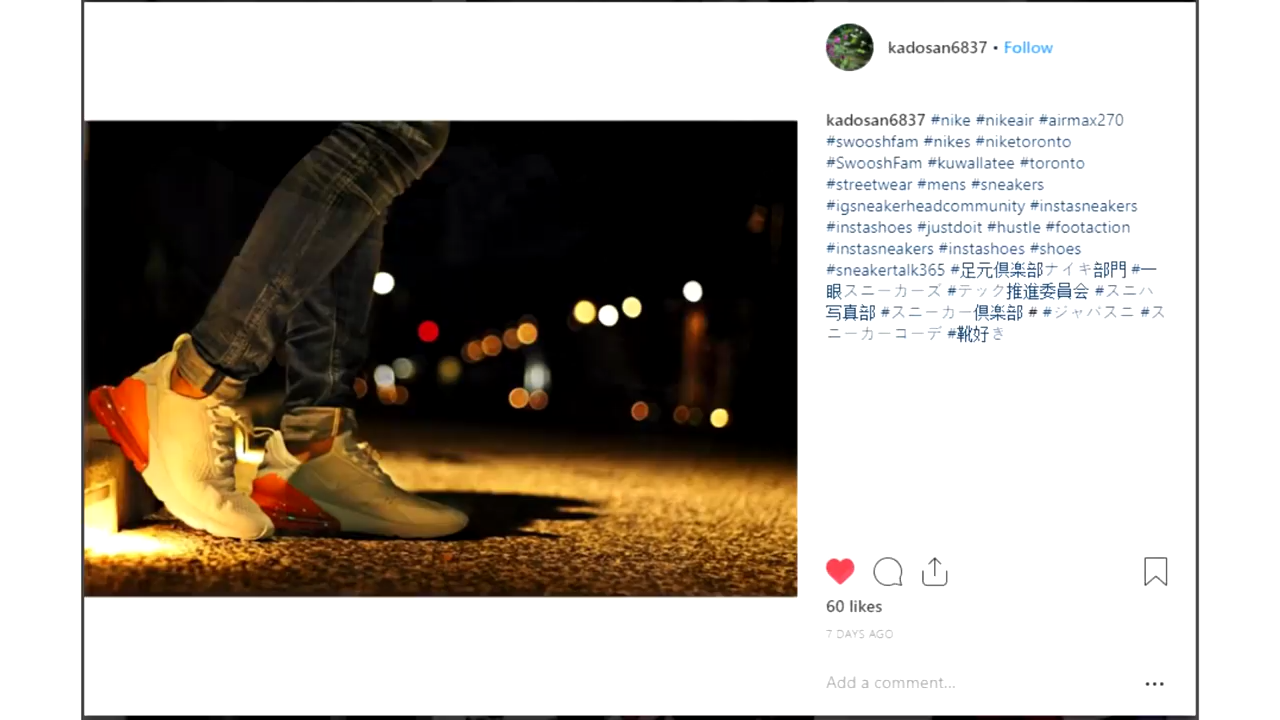 kadosan6837 • Follow
kadosan6837 #nike #nikeair #airmax270
#swooshfam #nikes #niketoronto
#SwooshFam #kuwallatee #toronto
#streetwear #mens #sneakers
#igsneakerheadcommunity #instasneakers
#instashoes #justdoit #hustle #footaction
#instasneakers #instashoes #shoes
#sneakertalk365 #足元倶楽部ナイキ部門 #一
眼スニーカーズ #テック推進委員会 #スニハ
写真部 #スニーカー倶楽部 # #ジャパスニ #ス
ニーカーコーデ #靴好き
60 likes
7 DAYS AGO
Add a comment...